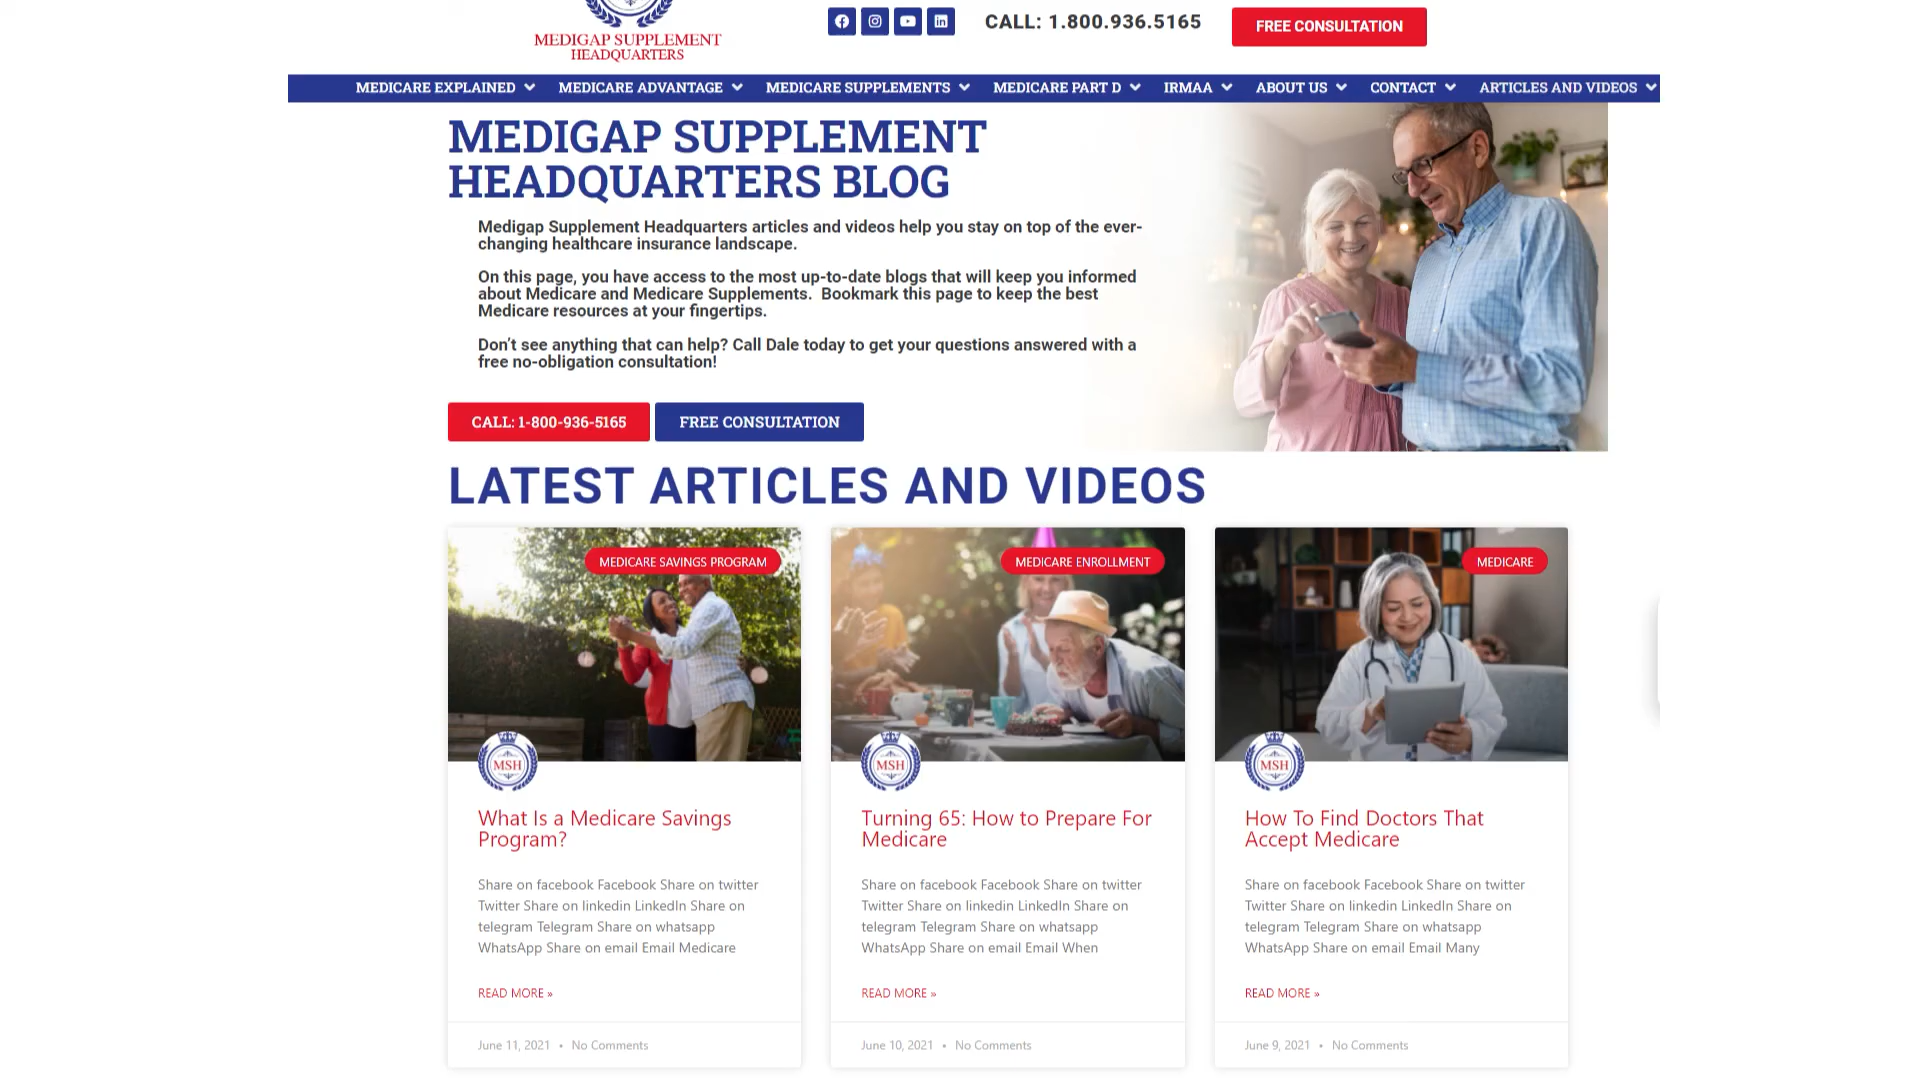 MEDIGAP SUPPLEMENT
HEADQUARTERS
CALL: 1.800.936.5165
FREE CONSULTATION
MEDICARE EXPLAINED
MEDICARE ADVANTAGE
MEDICARE SUPPLEMENTS
MEDICARE PART D
IRMAA
ABOUT US
CONTACT
ARTICLES AND VIDEOS
MEDIGAP SUPPLEMENT
HEADQUARTERS BLOG
Medigap Supplement Headquarters articles and videos help you stay on top of the ever-
changing healthcare insurance landscape.
On this page, you have access to the most up-to-date blogs that will keep you informed
about Medicare and Medicare Supplements.  Bookmark this page to keep the best
Medicare resources at your fingertips.
Don’t see anything that can help? Call Dale today to get your questions answered with a
free no-obligation consultation!
CALL: 1-800-936-5165
FREE CONSULTATION
LATEST ARTICLES AND VIDEOS
MEDICARE SAVINGS PROGRAM
MSH
What Is a Medicare Savings
Program?
Share on facebook Facebook Share on twitter
Twitter Share on linkedin LinkedIn Share on
telegram Telegram Share on whatsapp
WhatsApp Share on email Email Medicare
READ MORE »
June 11, 2021 • No Comments
MEDICARE ENROLLMENT
MSH
Turning 65: How to Prepare For
Medicare
Share on facebook Facebook Share on twitter
Twitter Share on linkedin LinkedIn Share on
telegram Telegram Share on whatsapp
WhatsApp Share on email Email When
READ MORE »
June 10, 2021 • No Comments
MEDICARE
MSH
How To Find Doctors That
Accept Medicare
Share on facebook Facebook Share on twitter
Twitter Share on linkedin LinkedIn Share on
telegram Telegram Share on whatsapp
WhatsApp Share on email Email Many
READ MORE »
June 9, 2021 • No Comments